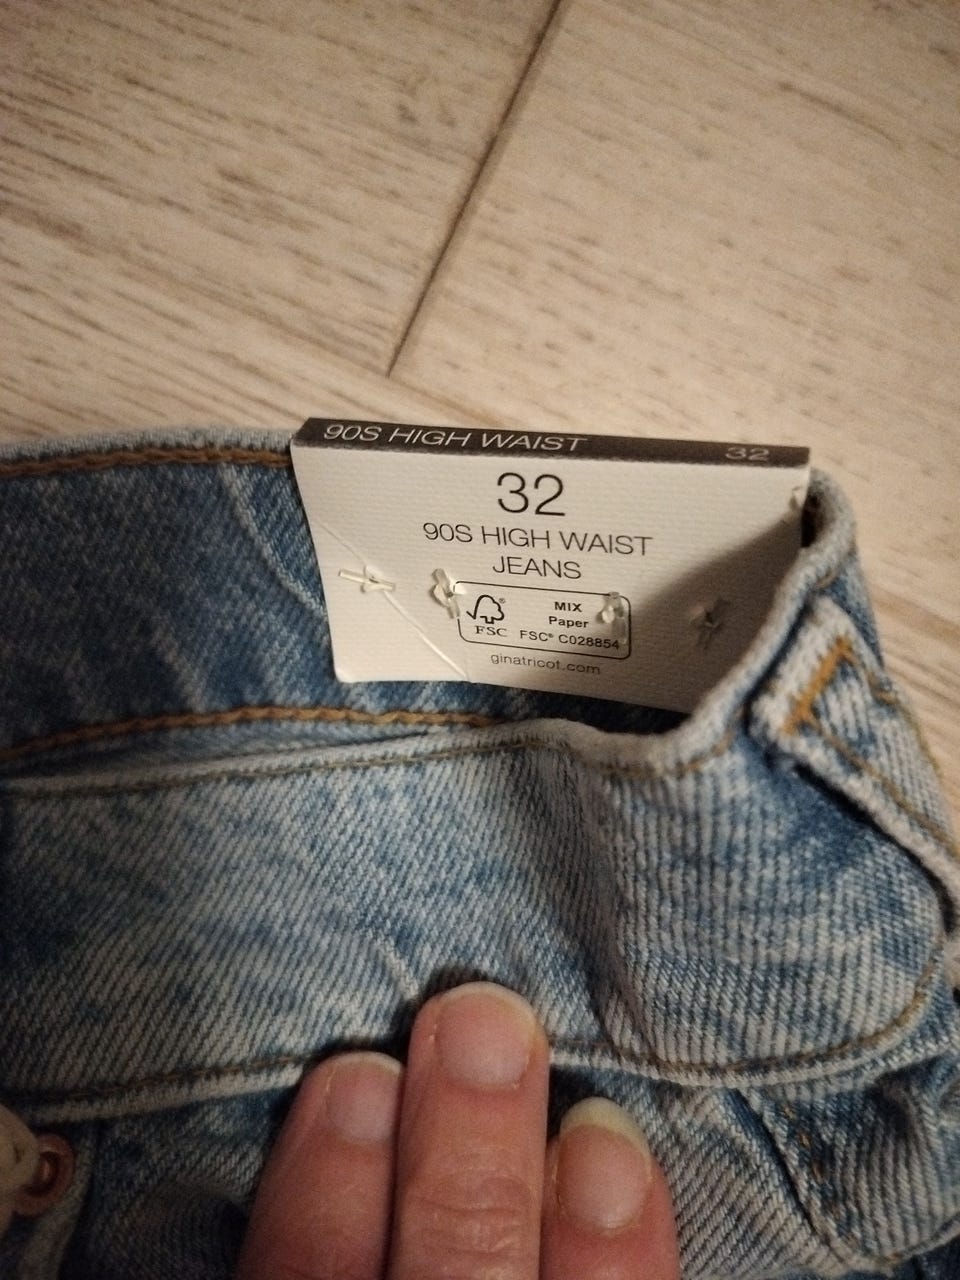 90S HIGH WAIST 32
32
90S HIGH WAIST
JEANS
FSC®
MIX
Paper
FSC® C028854
ginatricot.com